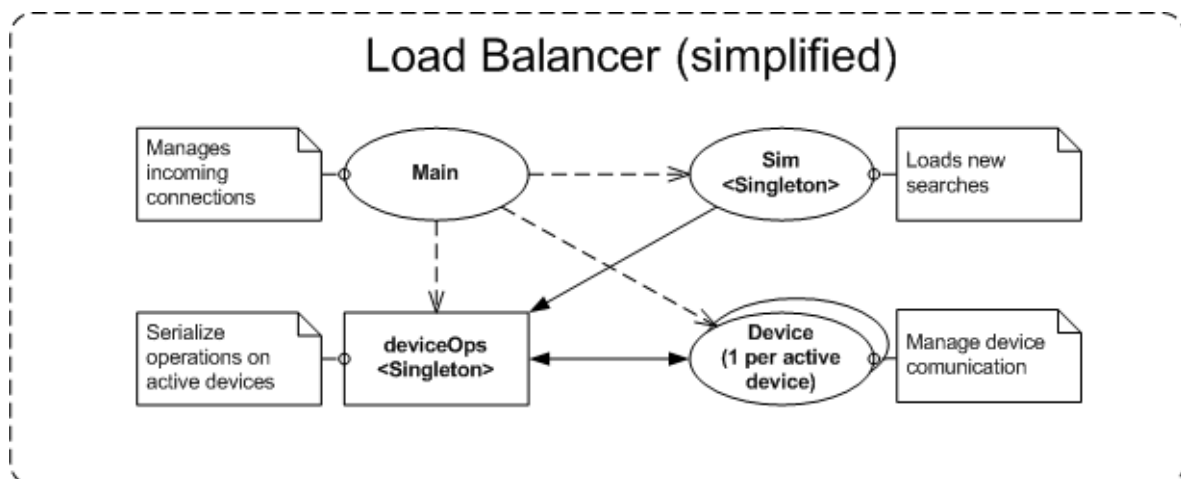 Load Balancer (simplified)
Manages
incoming
connections
Main
Sim
<Singleton>
Loads new
searches
Serialize
operations on
active devices
deviceOps
<Singleton>
Device
(1 per active
device)
Manage device
comunication